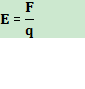 E = F/q